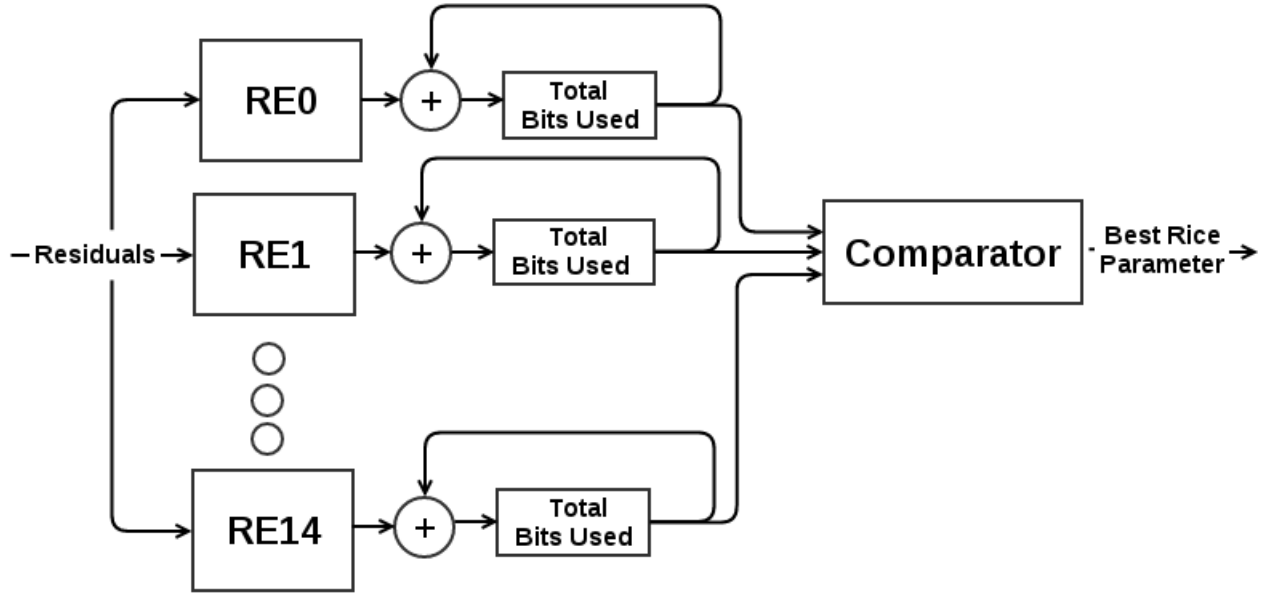 RE0
+
Total
Bits Used
Residuals
RE1
+
Total
Bits Used
Comparator
Best Rice
Parameter
RE14
+
Total
Bits Used